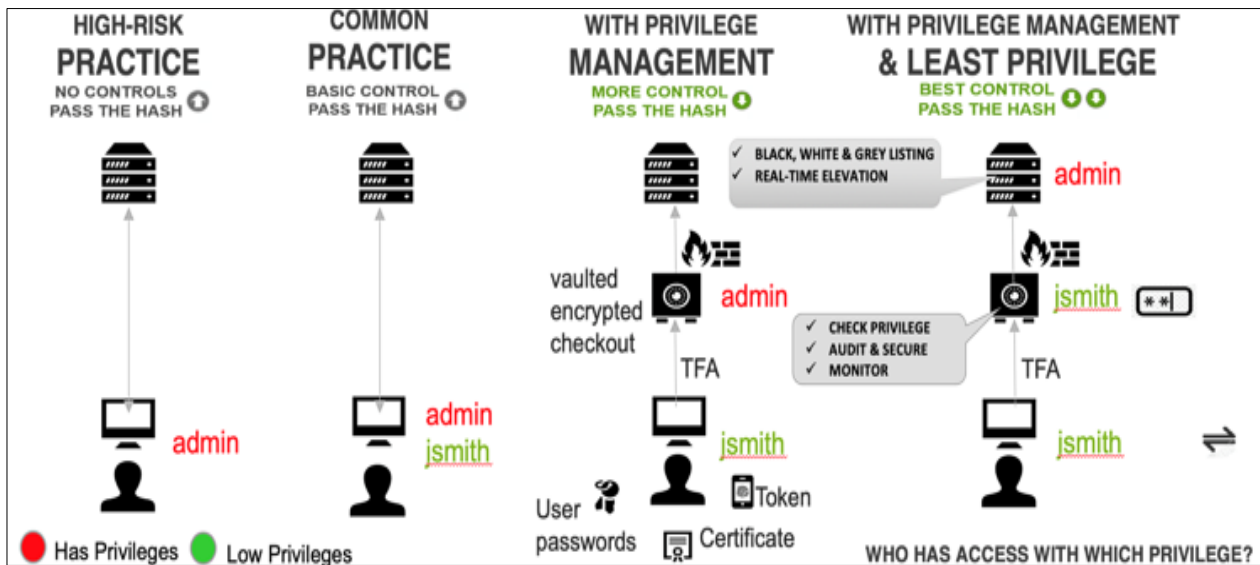 HIGH-RISK
PRACTICE
NO CONTROLS
PASS THE HASH
admin
COMMON
PRACTICE
BASIC CONTROL
PASS THE HASH
admin
jsmith
WITH PRIVILEGE
MANAGEMENT
MORE CONTROL
PASS THE HASH
vaulted
encrypted
checkout
admin
TFA
jsmith
User
passwords
Token
Certificate
WITH PRIVILEGE MANAGEMENT
& LEAST PRIVILEGE
BEST CONTROL
PASS THE HASH
✓ BLACK, WHITE & GREY LISTING
✓ REAL-TIME ELEVATION
admin
jsmith
**|
✓ CHECK PRIVILEGE
✓ AUDIT & SECURE
✓ MONITOR
TFA
jsmith
Has Privileges
Low Privileges
WHO HAS ACCESS WITH WHICH PRIVILEGE?